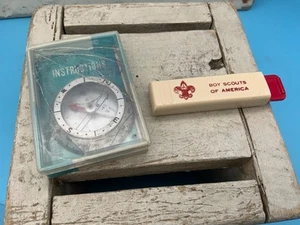 INSTRUCTIONS
BOY SCOUTS
OF AMERICA